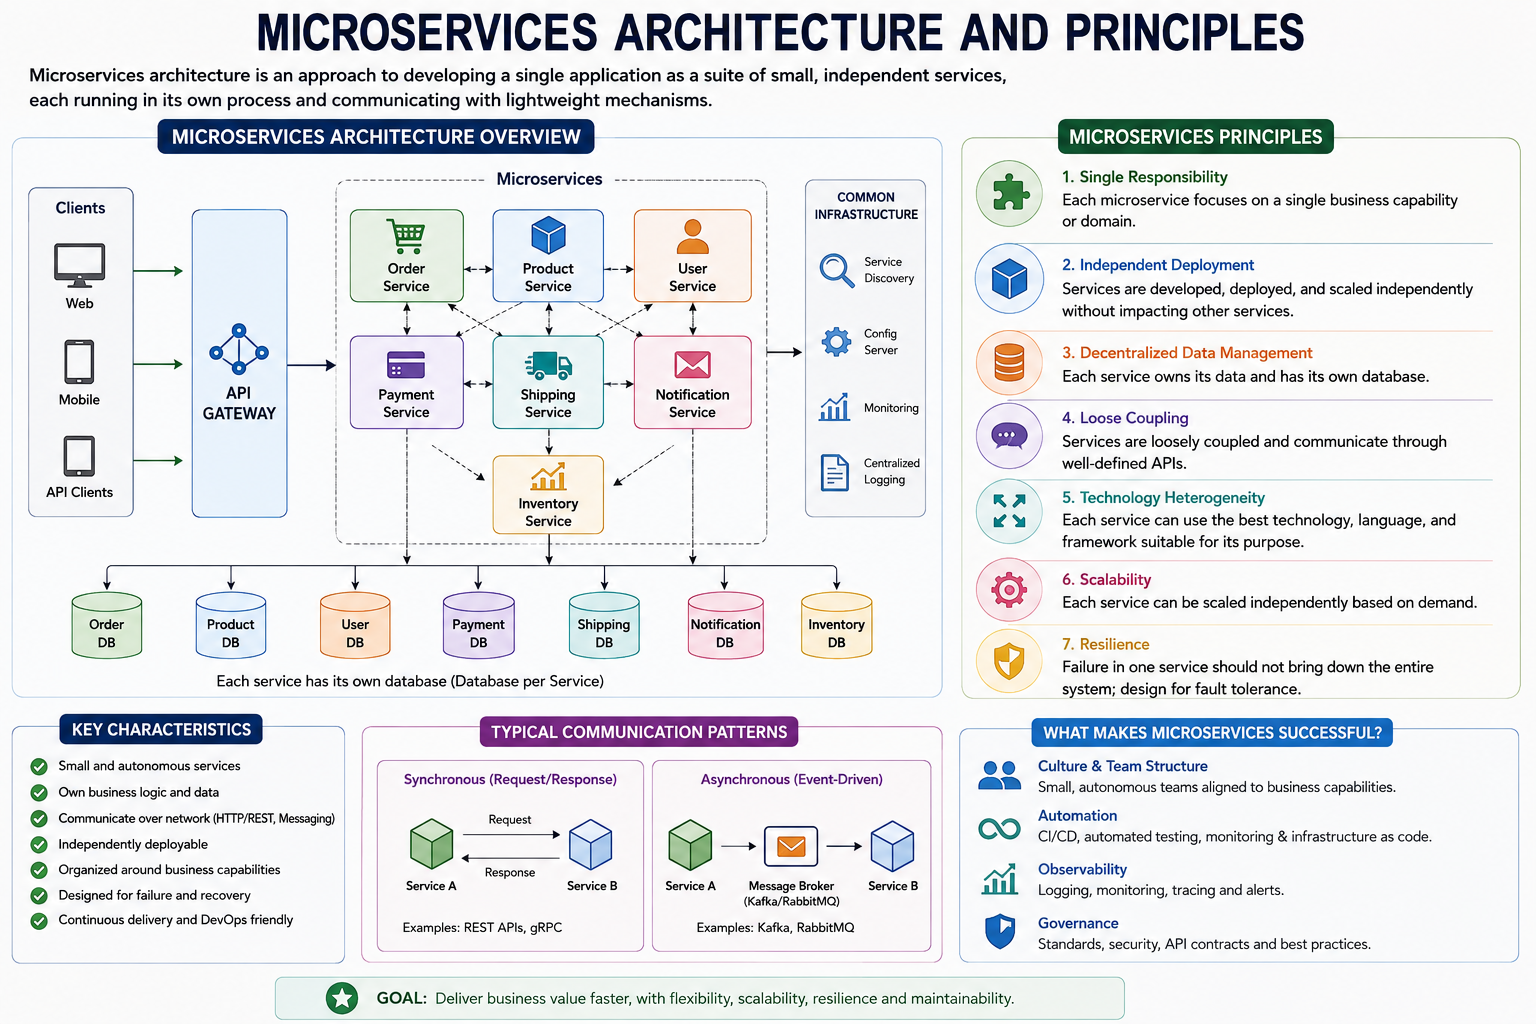 MICROSERVICES ARCHITECTURE AND PRINCIPLES
Microservices architecture is an approach to developing a single application as a suite of small, independent services,
each running in its own process and communicating with lightweight mechanisms.
MICROSERVICES ARCHITECTURE OVERVIEW
Clients
Web
Mobile
API Clients
API
GATEWAY
Microservices
Order
Service
Product
Service
User
Service
Payment
Service
Shipping
Service
Notification
Service
Inventory
Service
COMMON
INFRASTRUCTURE
Service
Discovery
Config
Server
Monitoring
Centralized
Logging
Order
DB
Product
DB
User
DB
Payment
DB
Shipping
DB
Notification
DB
Inventory
DB
Each service has its own database (Database per Service)
MICROSERVICES PRINCIPLES
1. Single Responsibility
Each microservice focuses on a single business capability
or domain.
2. Independent Deployment
Services are developed, deployed, and scaled independently
without impacting other services.
3. Decentralized Data Management
Each service owns its data and has its own database.
4. Loose Coupling
Services are loosely coupled and communicate through
well-defined APIs.
5. Technology Heterogeneity
Each service can use the best technology, language, and
framework suitable for its purpose.
6. Scalability
Each service can be scaled independently based on demand.
7. Resilience
Failure in one service should not bring down the entire
system; design for fault tolerance.
KEY CHARACTERISTICS
Small and autonomous services
Own business logic and data
Communicate over network (HTTP/REST, Messaging)
Independently deployable
Organized around business capabilities
Designed for failure and recovery
Continuous delivery and DevOps friendly
TYPICAL COMMUNICATION PATTERNS
Synchronous (Request/Response)
Request
Response
Service A
Service B
Examples: REST APIs, gRPC
Asynchronous (Event-Driven)
Service A
Message Broker
(Kafka/RabbitMQ)
Service B
Examples: Kafka, RabbitMQ
WHAT MAKES MICROSERVICES SUCCESSFUL?
Culture & Team Structure
Small, autonomous teams aligned to business capabilities.
Automation
CI/CD, automated testing, monitoring & infrastructure as code.
Observability
Logging, monitoring, tracing and alerts.
Governance
Standards, security, API contracts and best practices.
GOAL: Deliver business value faster, with flexibility, scalability, resilience and maintainability.